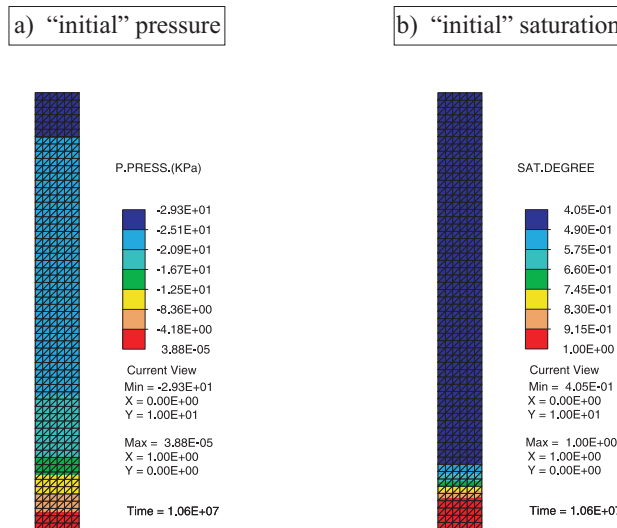 a) “initial” pressure
P.PRESS.(KPa)
-2.93E+01
-2.51E+01
-2.09E+01
-1.67E+01
-1.25E+01
-8.36E+00
-4.18E+00
3.88E-05
Current View
Min = -2.93E+01
X = 0.00E+00
Y = 1.00E+01
Max = 3.88E-05
X = 1.00E+00
Y = 0.00E+00
Time = 1.06E+07
b) “initial” saturation
SAT.DEGREE
4.05E-01
4.90E-01
5.75E-01
6.60E-01
7.45E-01
8.30E-01
9.15E-01
1.00E+00
Current View
Min = 4.05E-01
X = 0.00E+00
Y = 1.00E+01
Max = 1.00E+00
X = 1.00E+00
Y = 0.00E+00
Time = 1.06E+07